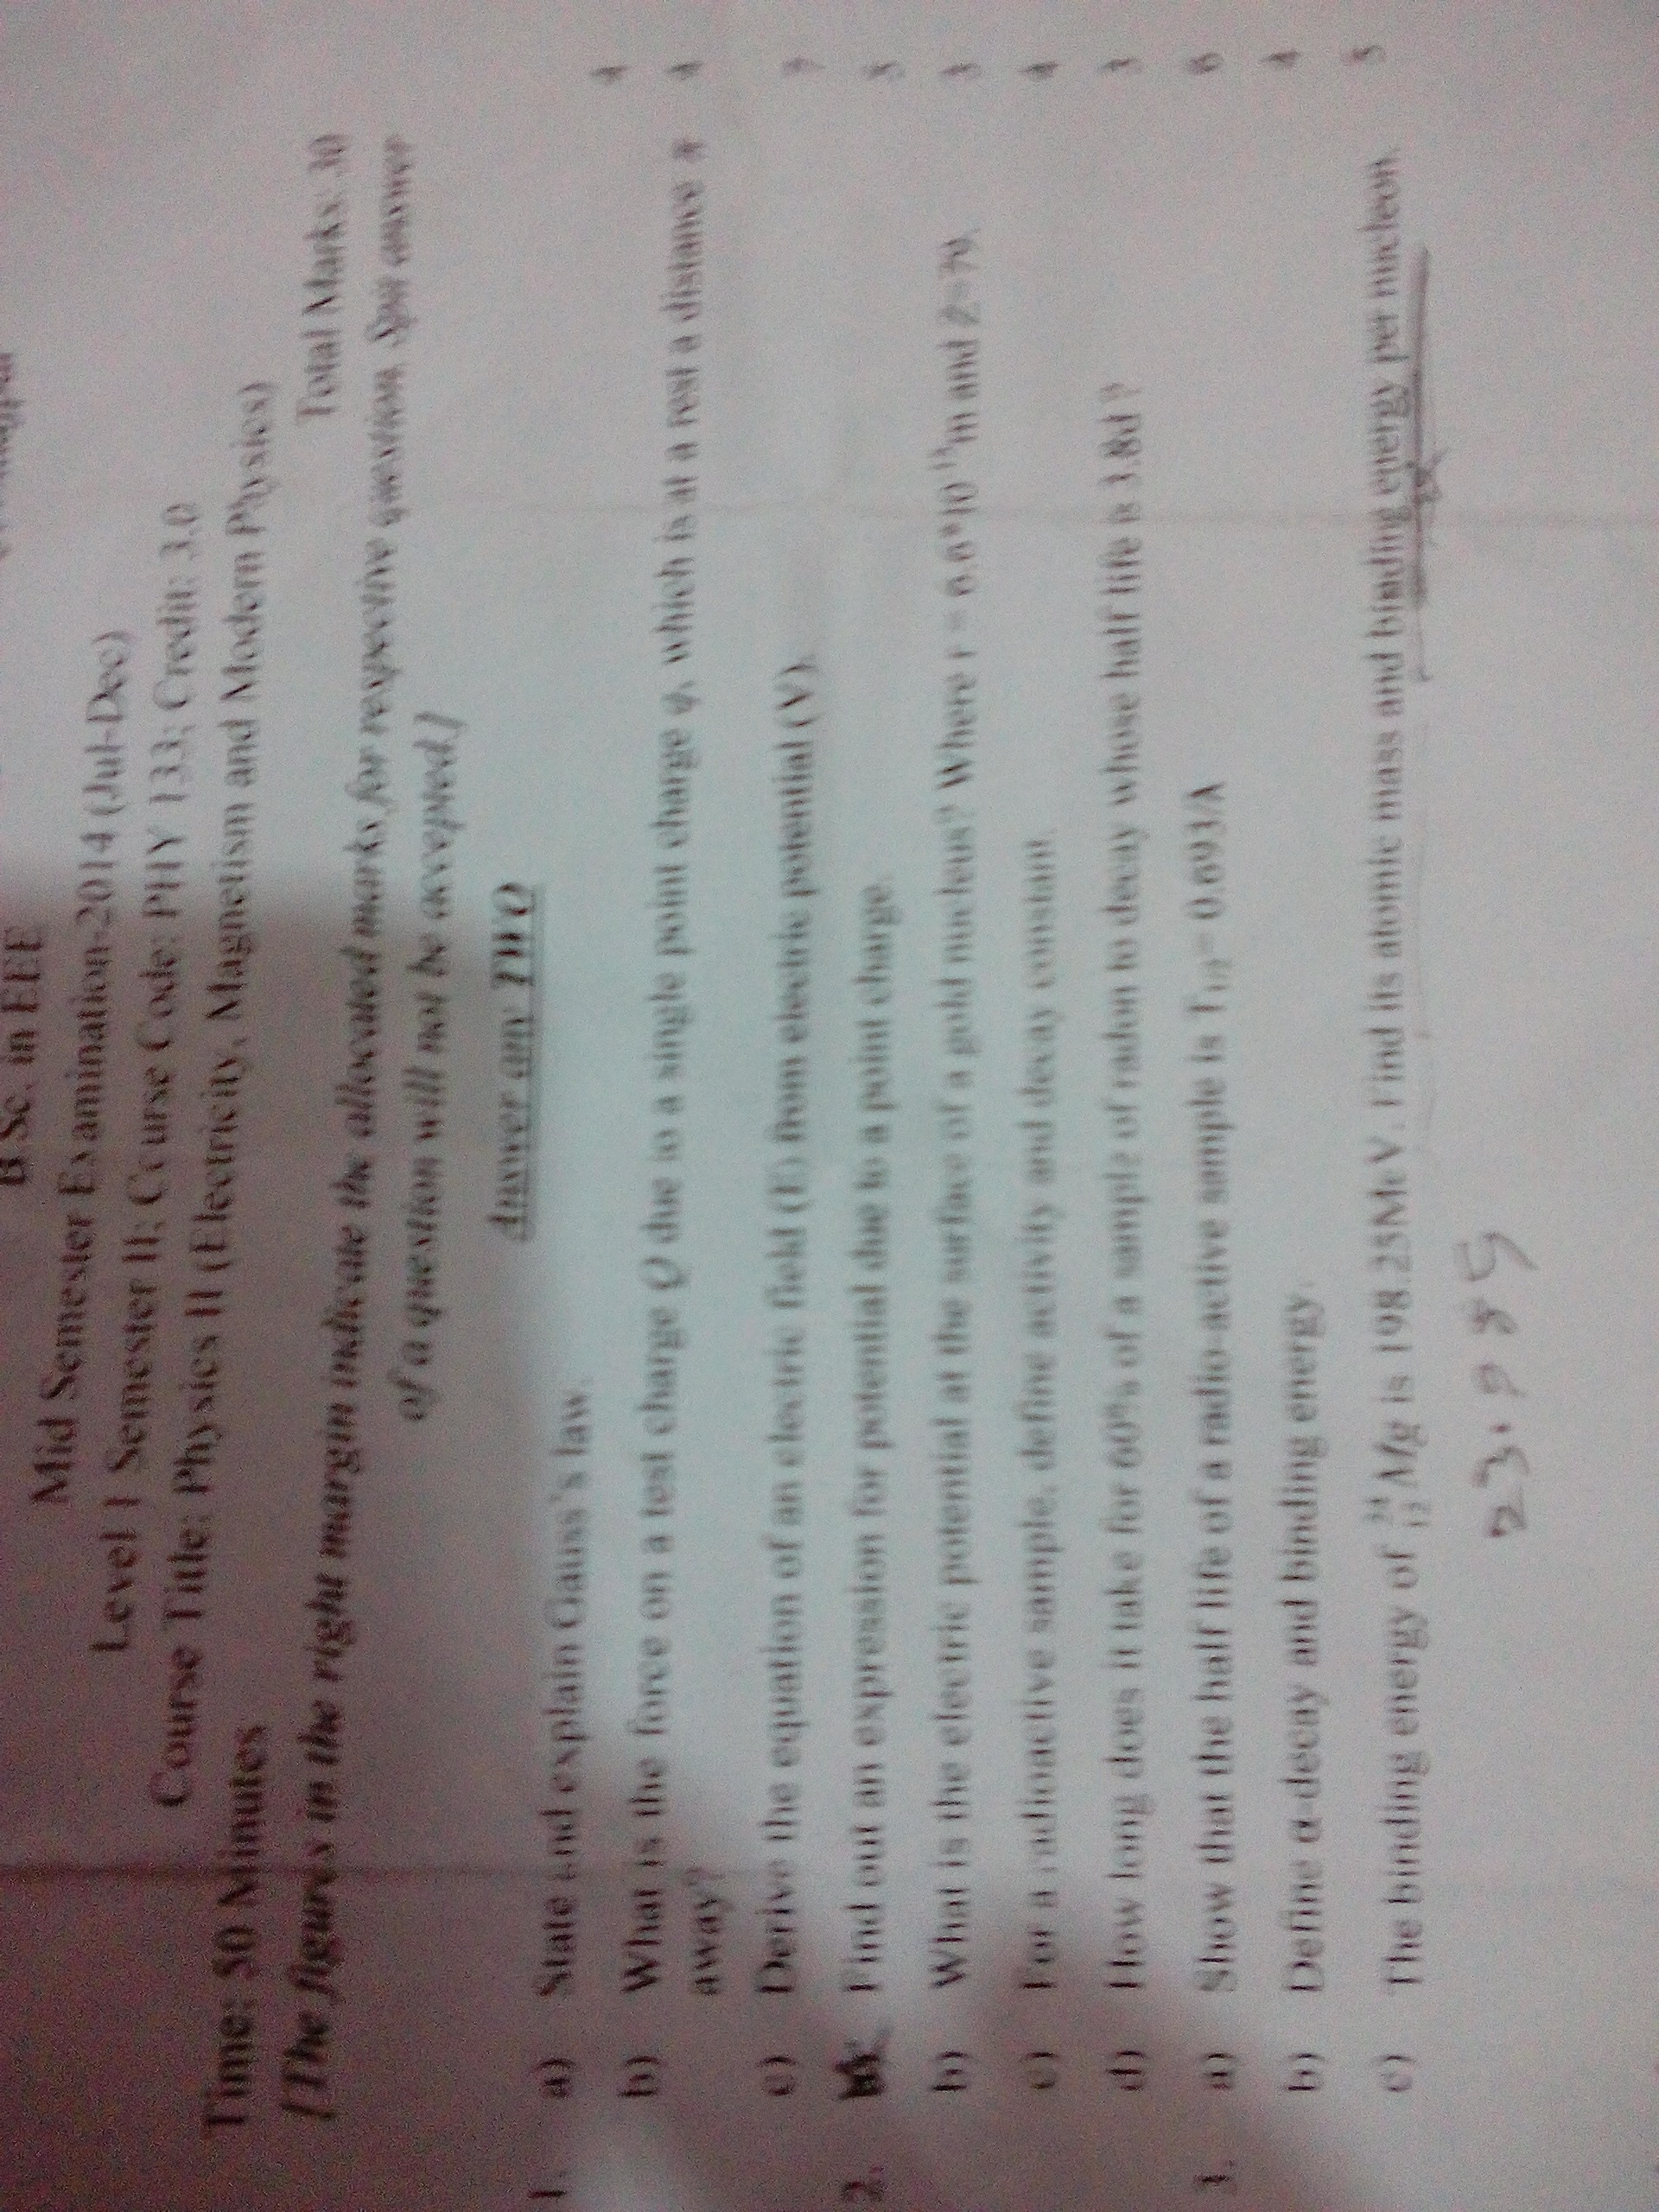 B.Sc. in EEE
Mid Semester Examination-2014 (Jul-Dec)
Level 1 Semester II; Course Code: PHY 133; Credit: 3.0
Course Title: Physics II (Electricity, Magnetism and Modern Physics)
Time: 50 Minutes Total Marks: 30
[The figures in the right margin indicate the allocated marks for respective question. Spit answer
of a question will not be accepted.]
Answer any TWO
1. a) State and explain Gauss's law. 4
b) What is the force on a test charge Q due to a single point charge q, which is at a rest a distance r 4
away?
c) Derive the equation of an electric field (E) from electric potential (V). 7
2. Find out an expression for potential due to a point charge. 5
b) What is the electric potential at the surface of a gold nucleus? Where r = 6.6*10 m and Z=79. 3
c) For a radioactive sample, define activity and decay constant. 4
d) How long does it take for 60% of a sample of radon to decay whose half life is 3.8d? 3
3. a) Show that the half life of a radio-active sample is T1/2= 0.693/λ 6
b) Define α-decay and binding energy. 4
c) The binding energy of 24 12 Mg is 198.25MeV. Find its atomic mass and binding energy per nucleon. 5